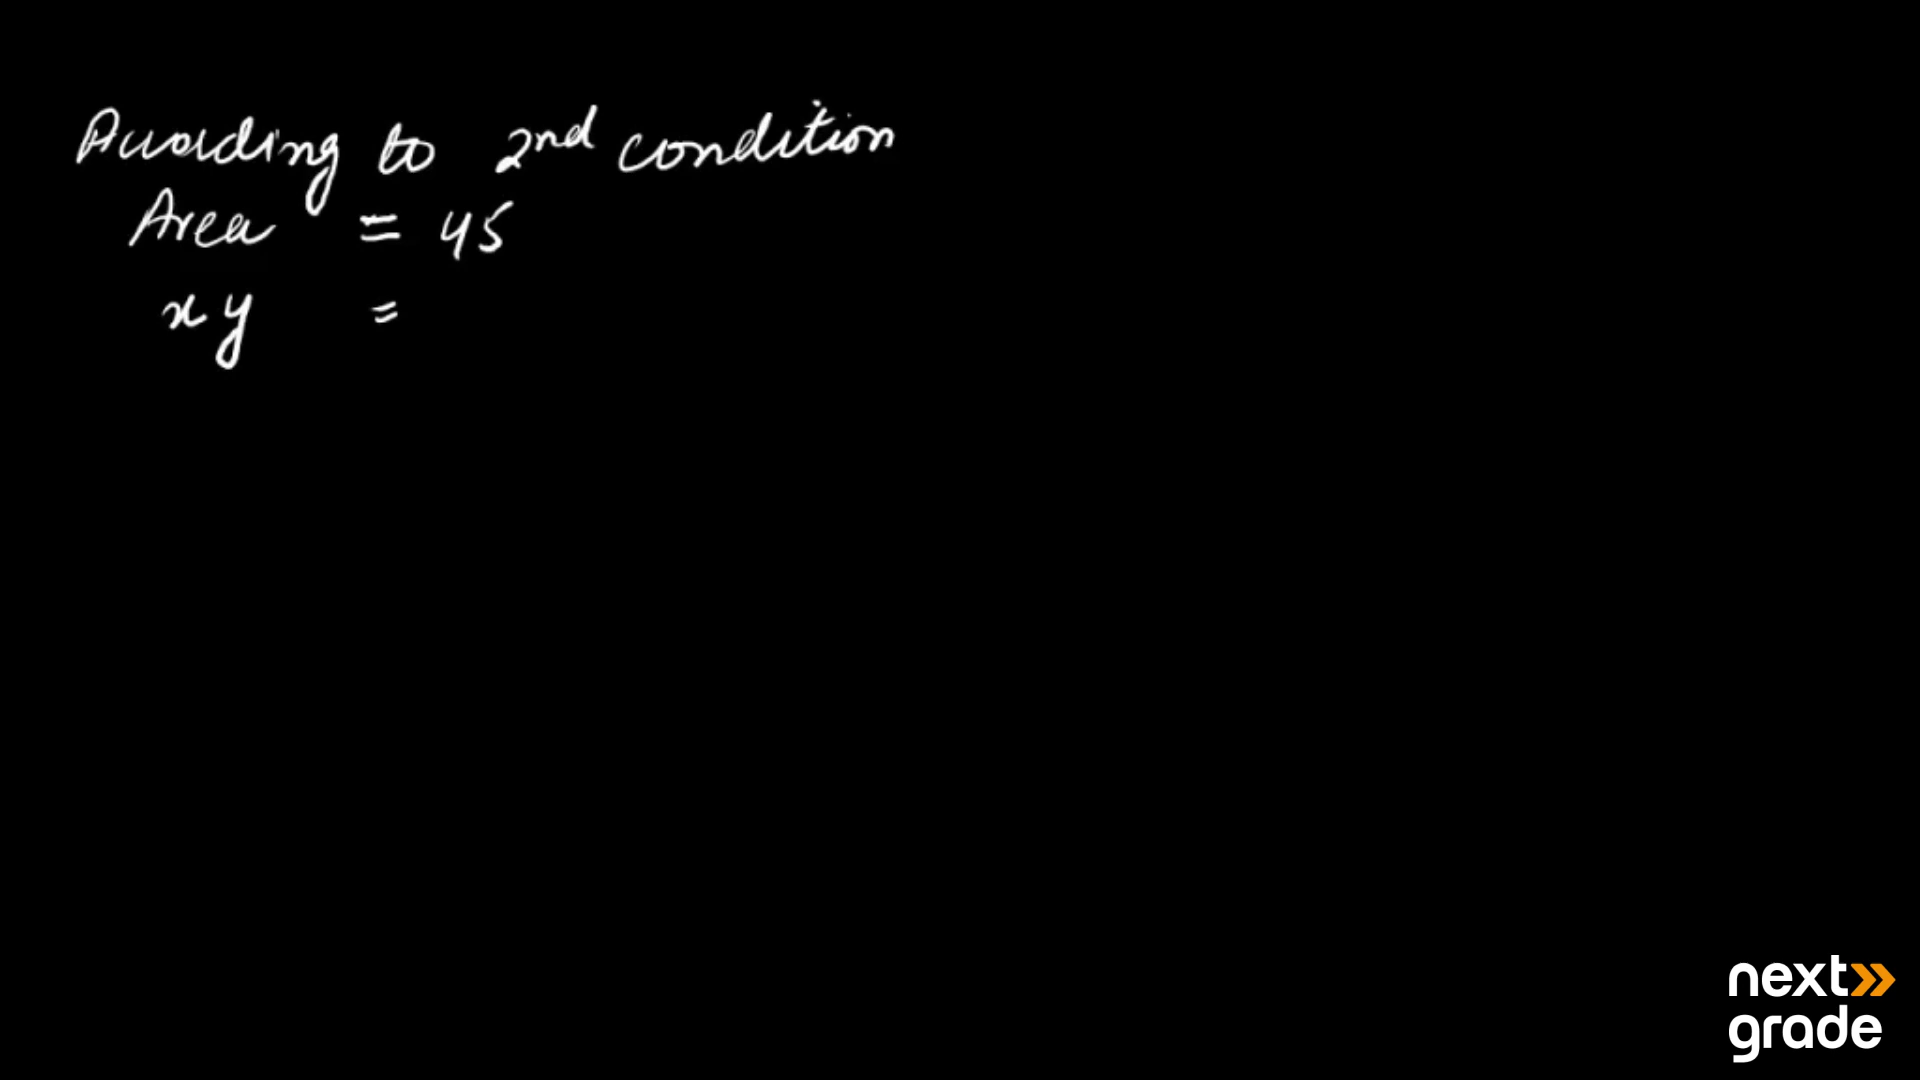 According to 2nd condition
Area = 45
xy =
next
grade